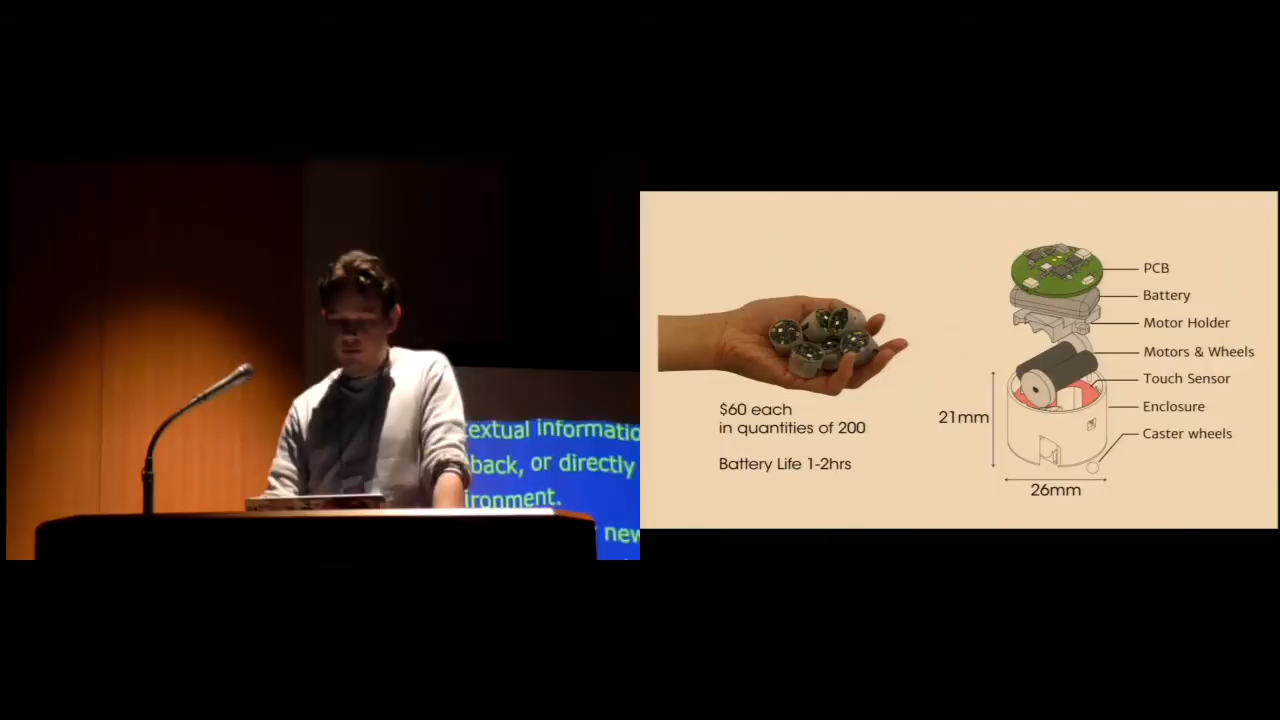 textual informatio
back, or directly
ironment.
new
$60 each
in quantities of 200
Battery Life 1-2hrs
PCB
Battery
Motor Holder
Motors & Wheels
Touch Sensor
Enclosure
Caster wheels
21mm
26mm